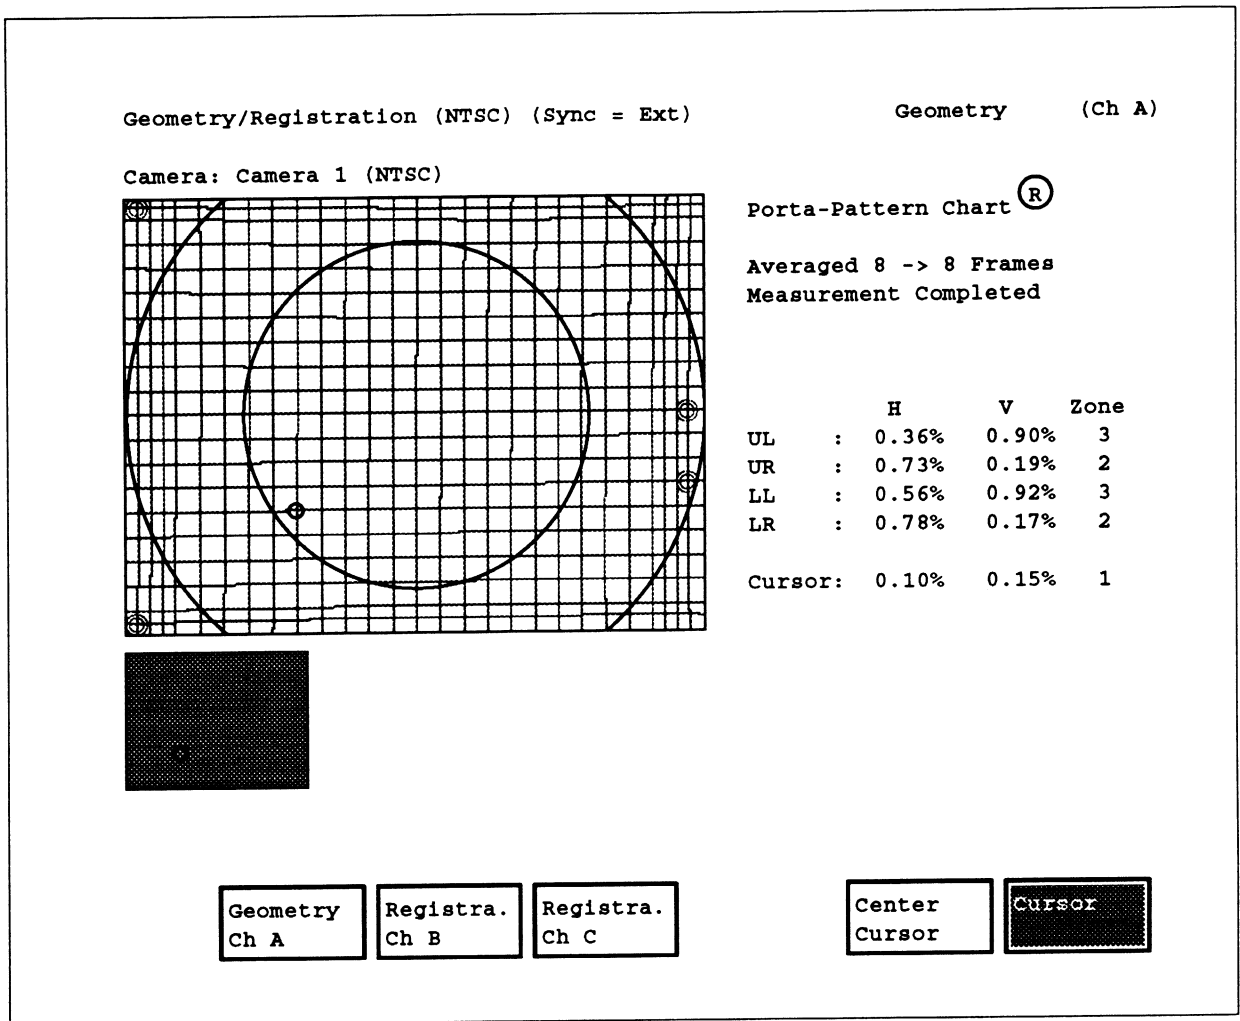 Geometry/Registration (NTSC) (Sync = Ext) Geometry (Ch A)
Camera: Camera 1 (NTSC)
Porta-Pattern Chart ®
Averaged 8 -> 8 Frames
Measurement Completed
H V Zone
UL : 0.36% 0.90% 3
UR : 0.73% 0.19% 2
LL : 0.56% 0.92% 3
LR : 0.78% 0.17% 2
Cursor: 0.10% 0.15% 1
Geometry
Ch A
Registra.
Ch B
Registra.
Ch C
Center
Cursor
Cursor